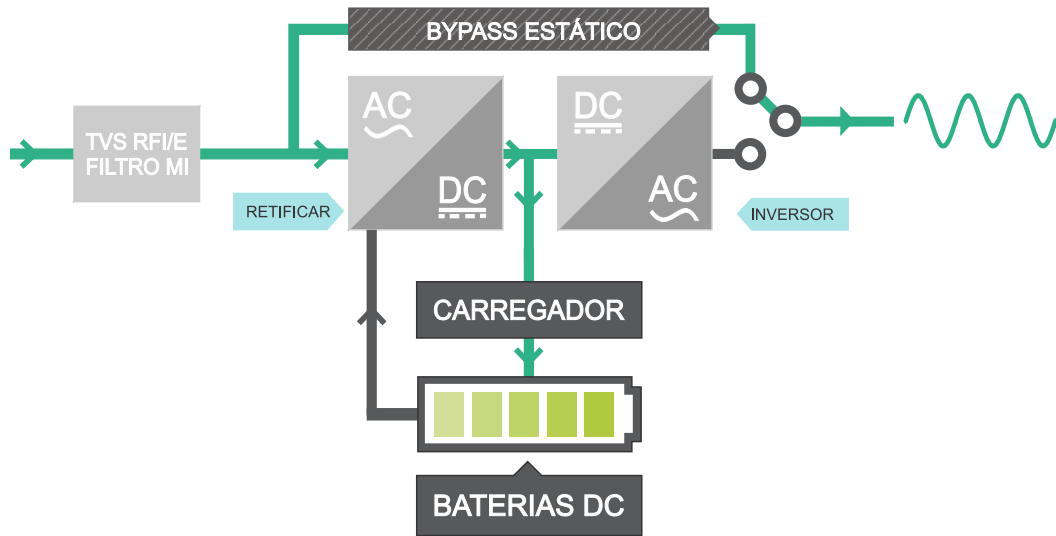 BYPASS ESTÁTICO
AC
DC
DC
AC
TVS RFI/E
FILTRO MI
RETIFICAR
INVERSOR
CARREGADOR
BATERIAS DC